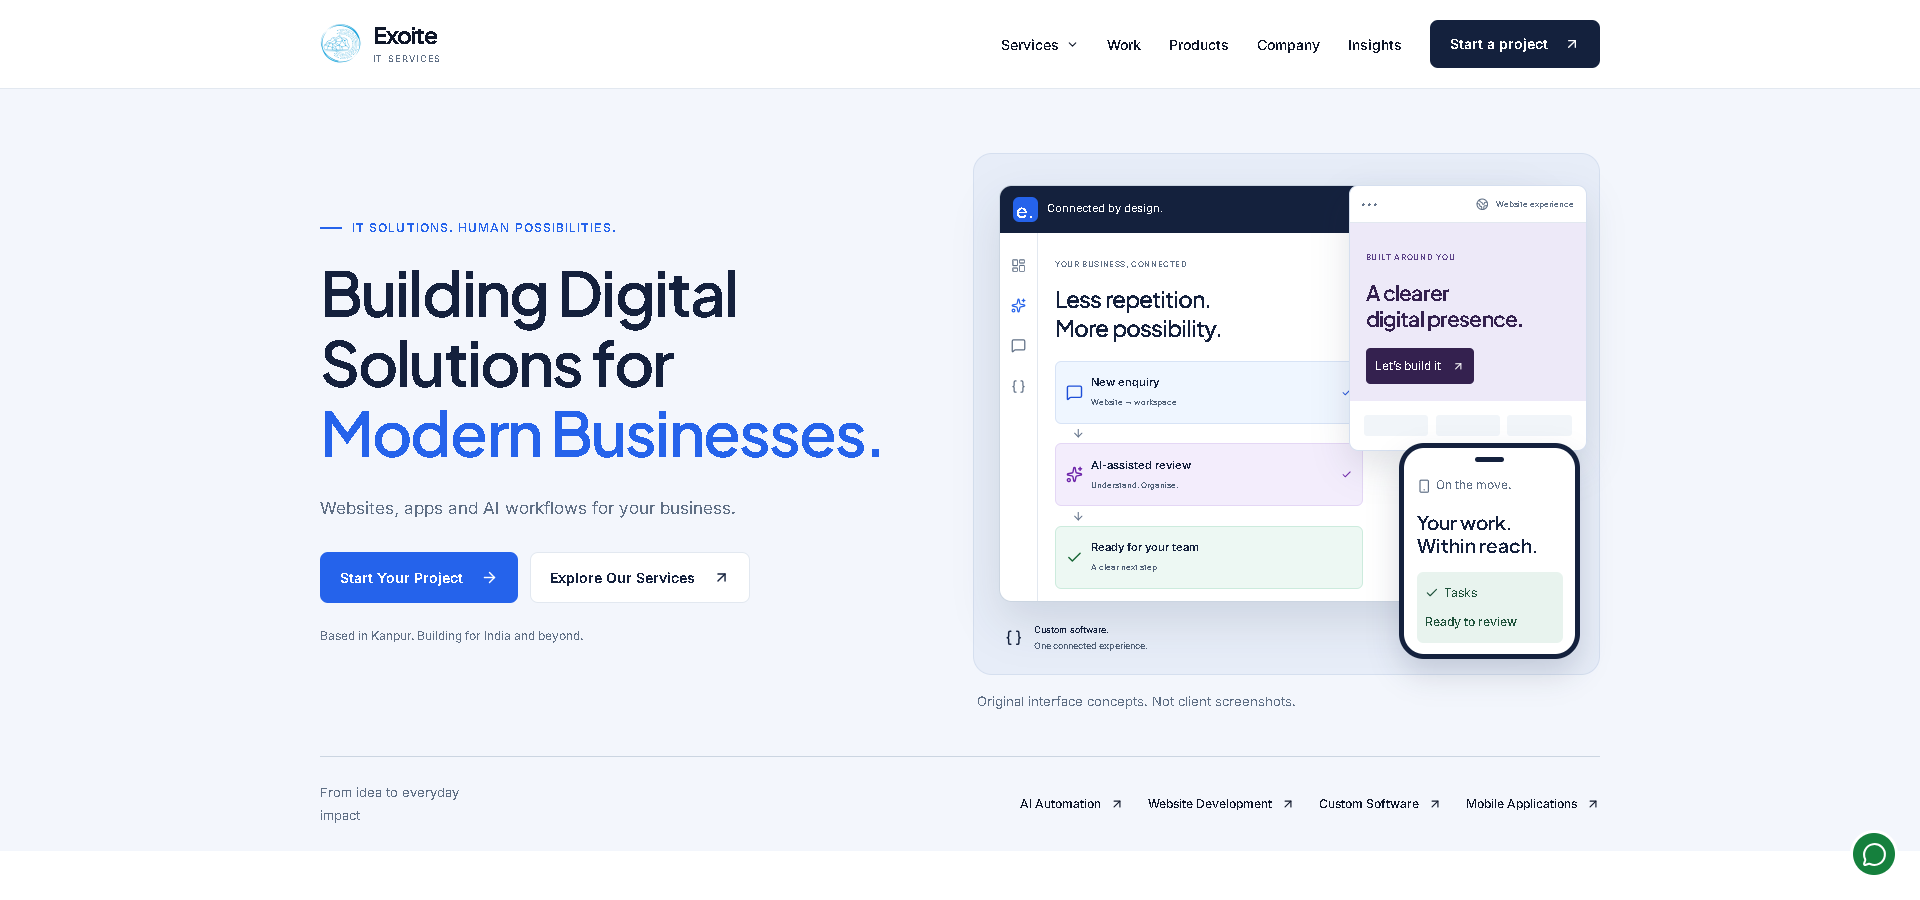 Exoite
IT SERVICES
Services
Work
Products
Company
Insights
Start a project
IT SOLUTIONS. HUMAN POSSIBILITIES.
Building Digital
Solutions for
Modern Businesses.
Websites, apps and AI workflows for your business.
Start Your Project
Explore Our Services
Based in Kanpur. Building for India and beyond.
e.
Connected by design.
YOUR BUSINESS, CONNECTED
Less repetition.
More possibility.
New enquiry
Website → workspace
AI-assisted review
Understand. Organise.
Ready for your team
A clear next step
Custom software.
One connected experience.
Website experience
BUILT AROUND YOU
A clearer
digital presence.
Let's build it
On the move.
Your work.
Within reach.
Tasks
Ready to review
Original interface concepts. Not client screenshots.
From idea to everyday
impact
AI Automation
Website Development
Custom Software
Mobile Applications